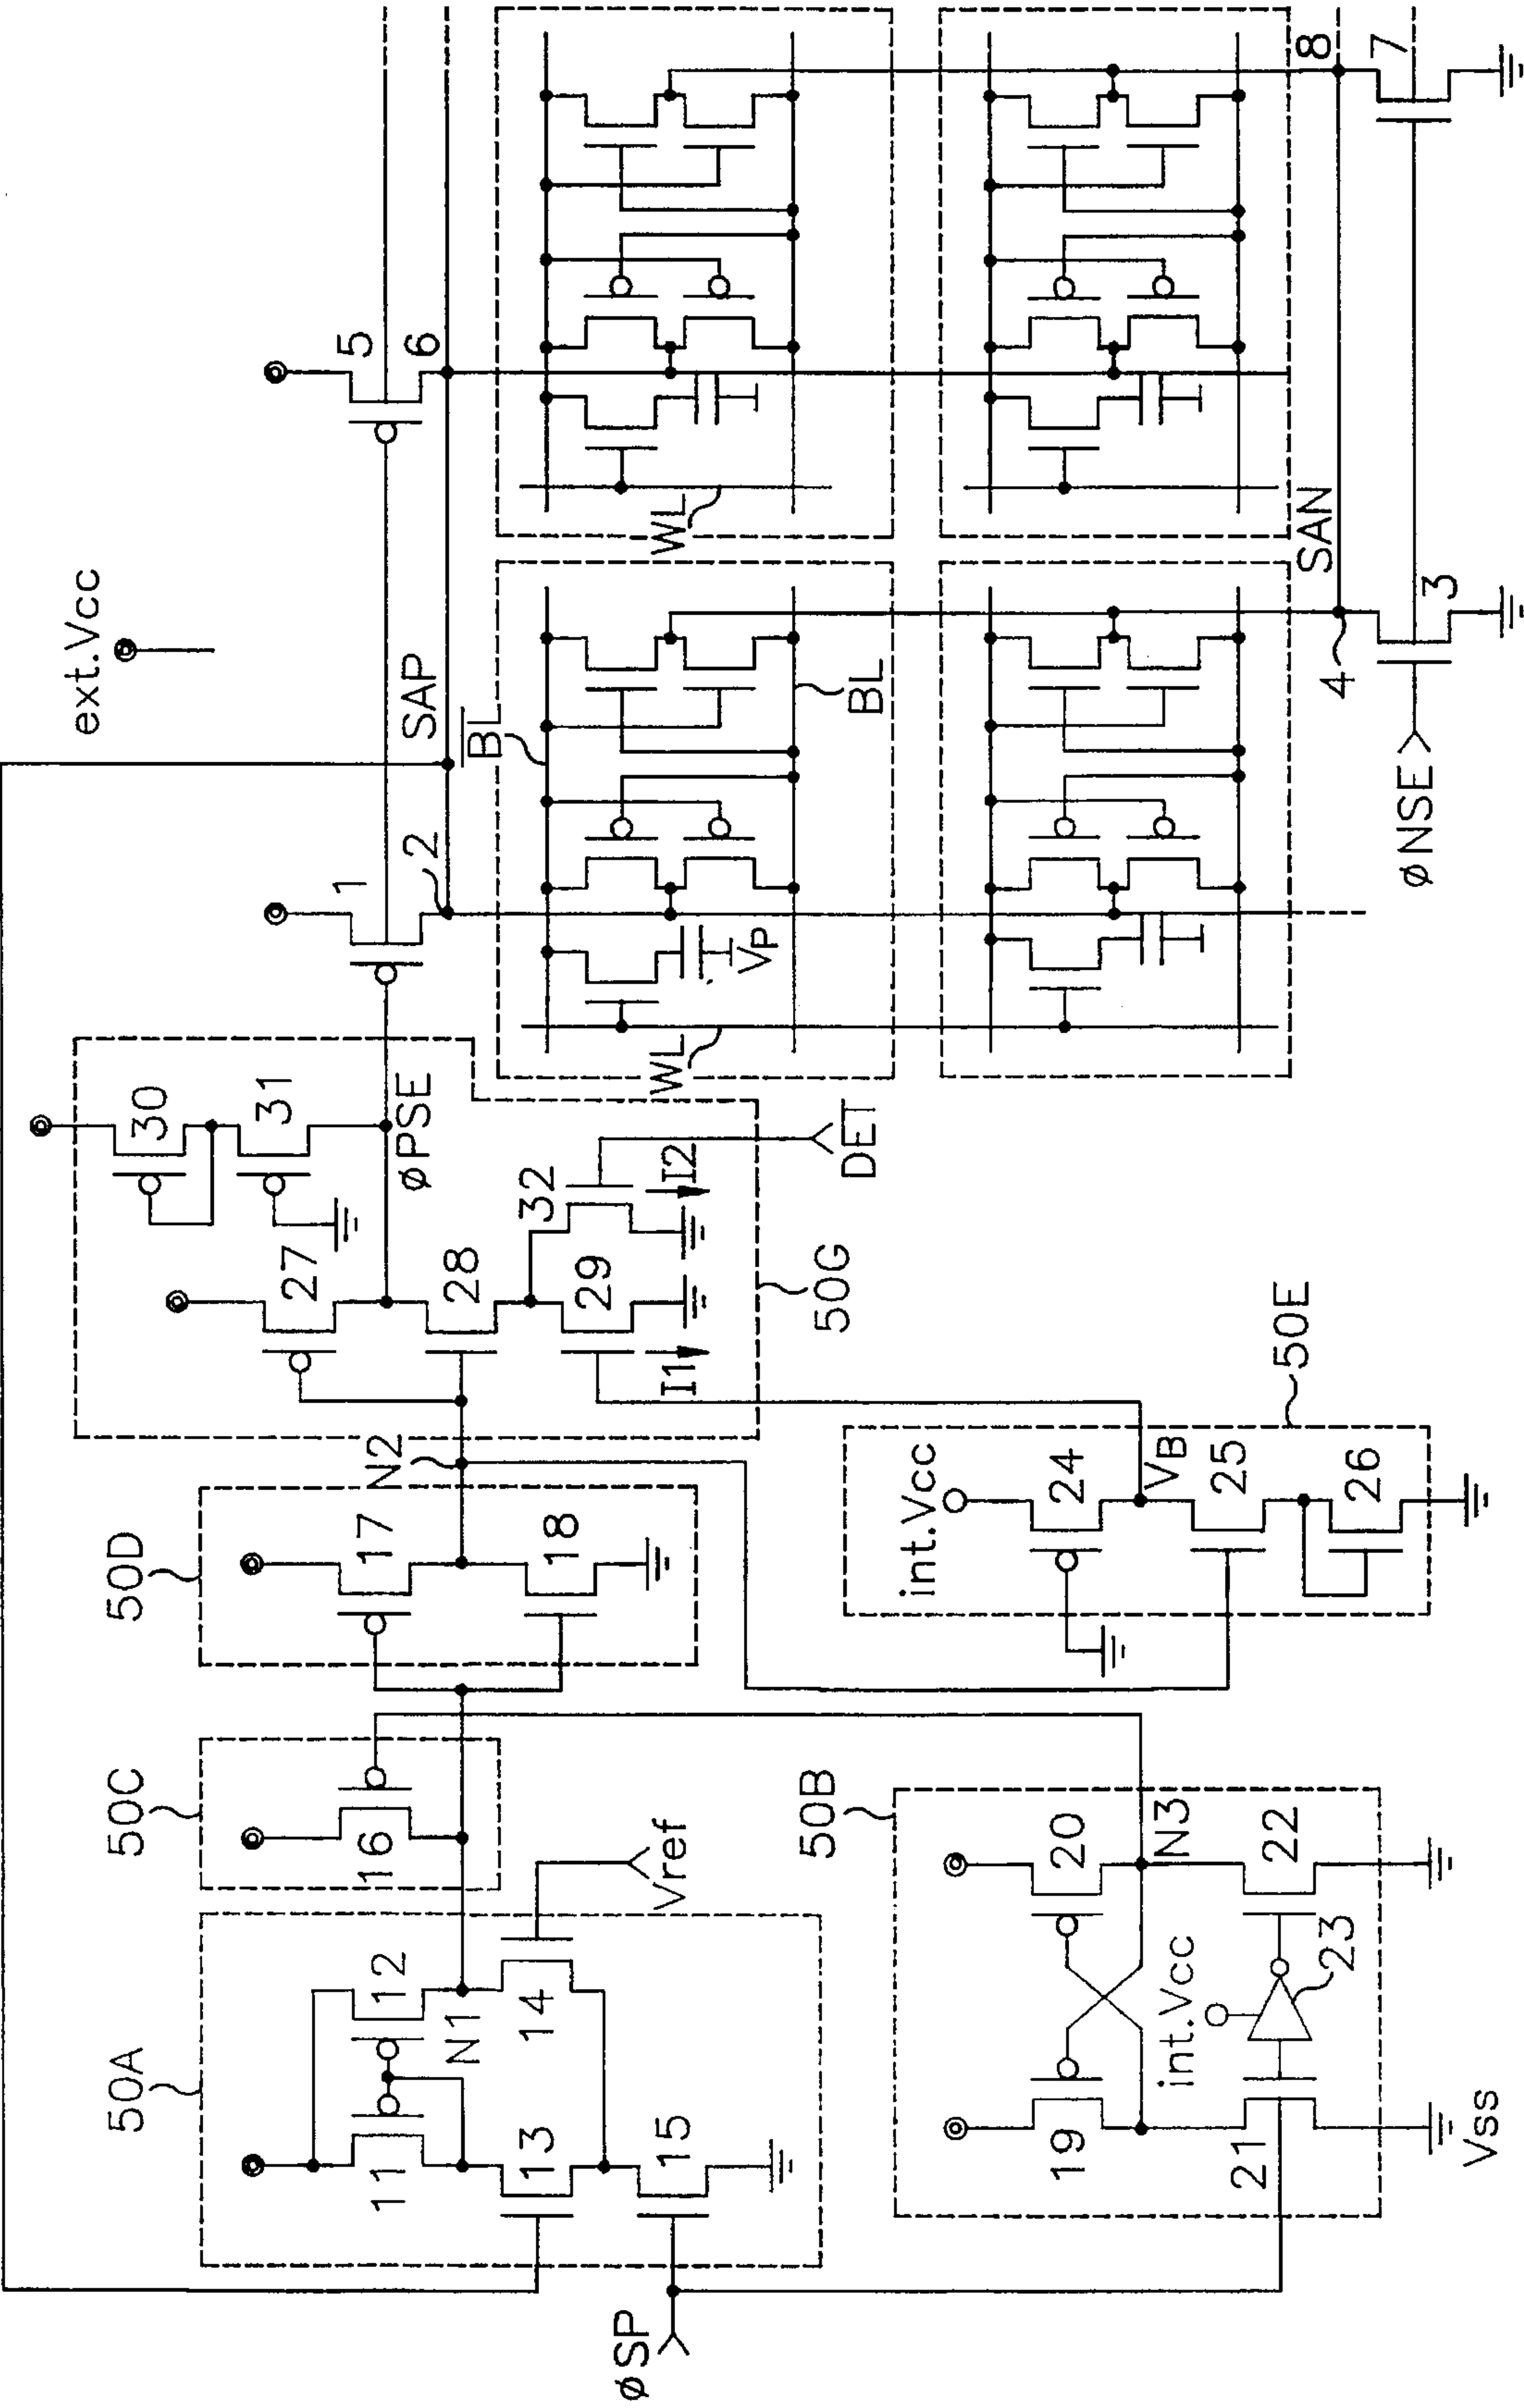 ext.Vcc
SAP
1
2
5
6
BL
BL
WL
VP
WL
SAN
8
7
4
3
øNSE
30
31
øPSE
27
28
32
29
I1
I2
DET
50G
N2
50D
17
18
50E
int.Vcc
24
VB
25
26
50C
16
50A
11
12
N1
13
14
15
Vref
øSP
50B
19
20
N3
int.Vcc
21
22
23
Vss